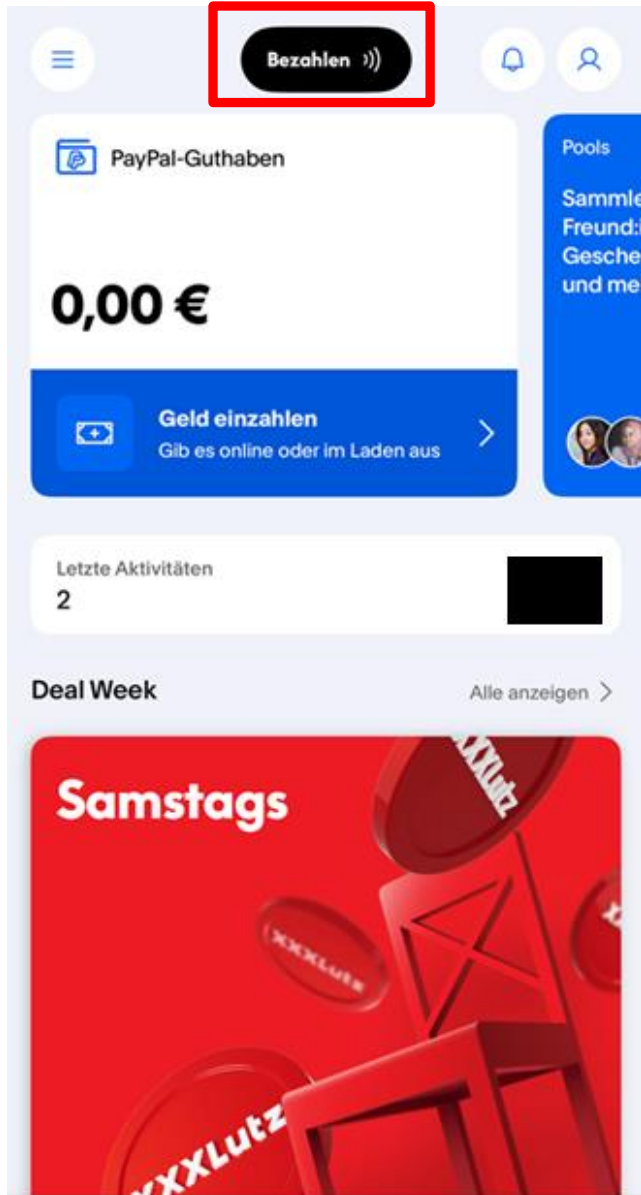 Bezahlen
PayPal-Guthaben
0,00 €
Geld einzahlen
Gib es online oder im Laden aus
Pools
Sammle
Freund:i
Gesche
und me
Letzte Aktivitäten
2
Deal Week
Alle anzeigen
Samstags
XXXLutz
XXXLutz
XXXLutz